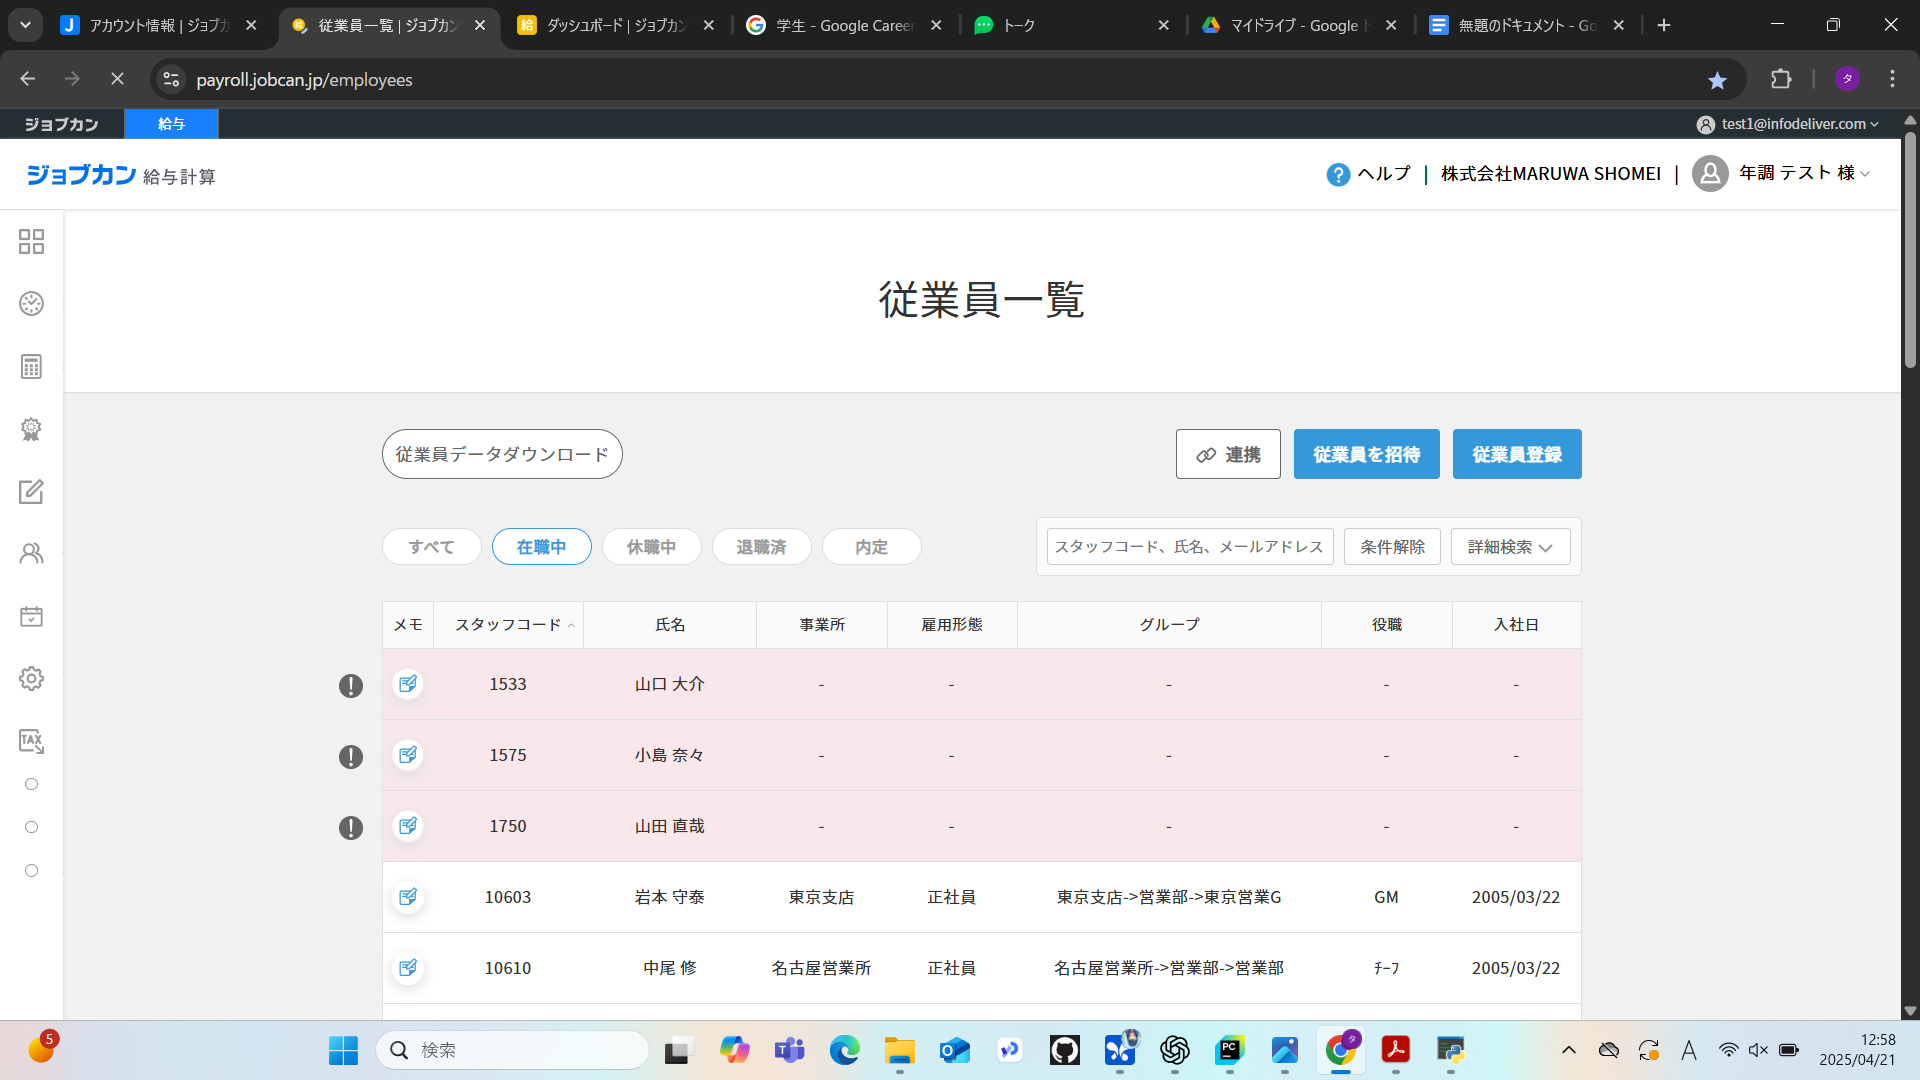 アカウント情報 | ジョブカ
従業員一覧 | ジョブカン
給 ダッシュボード | ジョブカン
学生 - Google Career
トーク
マイドライブ - Google ド
無題のドキュメント - Go
payroll.jobcan.jp/employees
タ
ジョブカン 給与 test1@infodeliver.com
ジョブカン 給与計算
? ヘルプ | 株式会社MARUWA SHOMEI | 年調 テスト 様
TAX
従業員一覧
従業員データダウンロード 連携 従業員を招待 従業員登録
すべて 在職中 休職中 退職済 内定 スタッフコード、氏名、メールアドレス 条件解除 詳細検索
メモ スタッフコード 氏名 事業所 雇用形態 グループ 役職 入社日
! 1533 山口 大介 - - - - -
! 1575 小島 奈々 - - - - -
! 1750 山田 直哉 - - - - -
10603 岩本 守泰 東京支店 正社員 東京支店->営業部->東京営業G GM 2005/03/22
10610 中尾 修 名古屋営業所 正社員 名古屋営業所->営業部->営業部 ﾁｰﾌ 2005/03/22
5
検索
A
12:58
2025/04/21